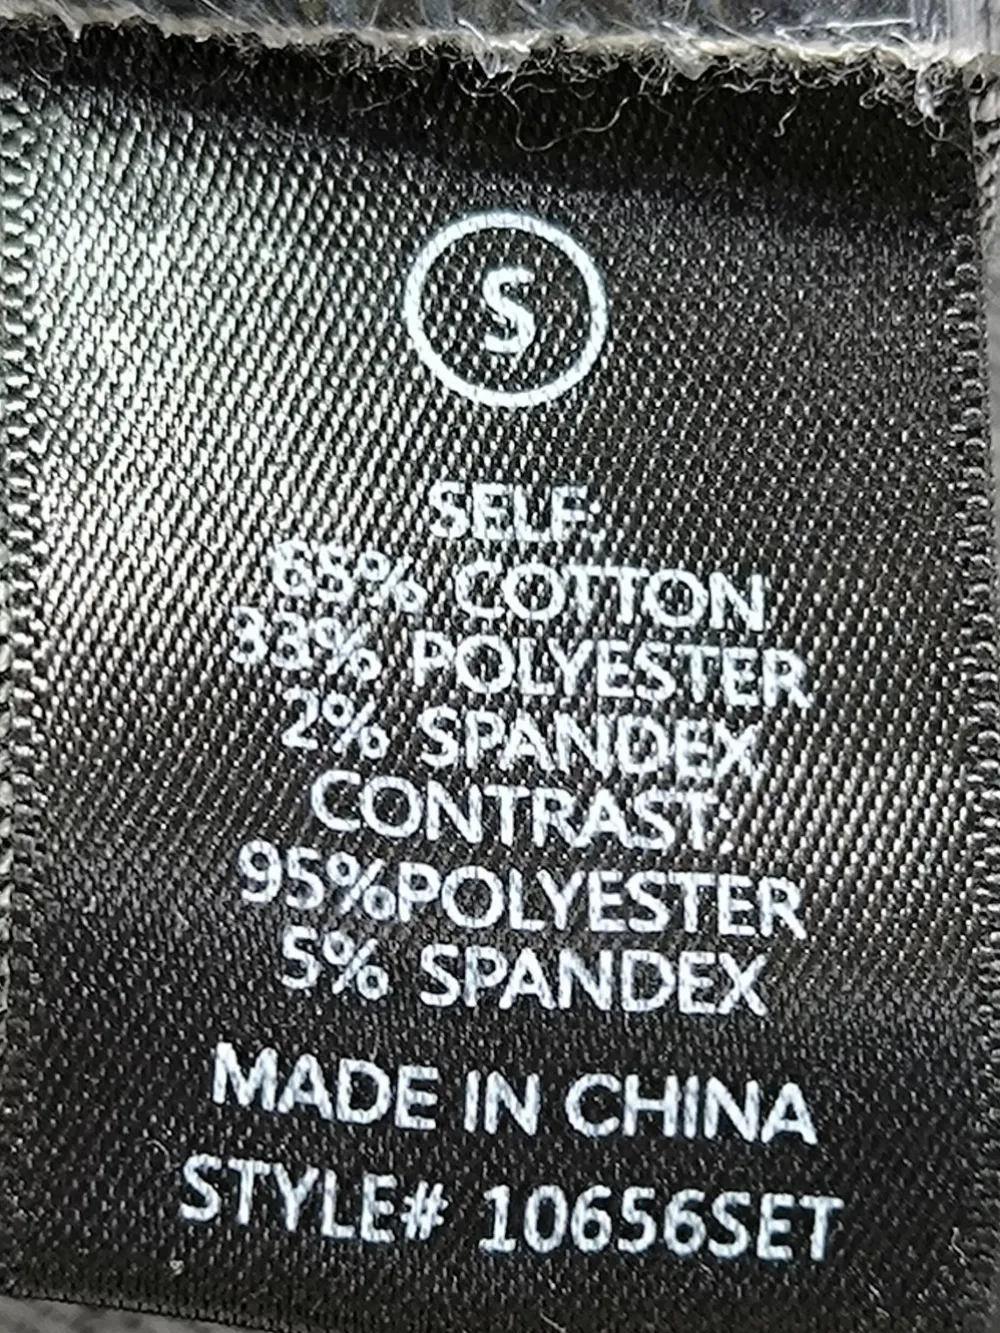 S
SELF:
65% COTTON
33% POLYESTER
2% SPANDEX
CONTRAST:
95%POLYESTER
5% SPANDEX
MADE IN CHINA
STYLE# 10656SET